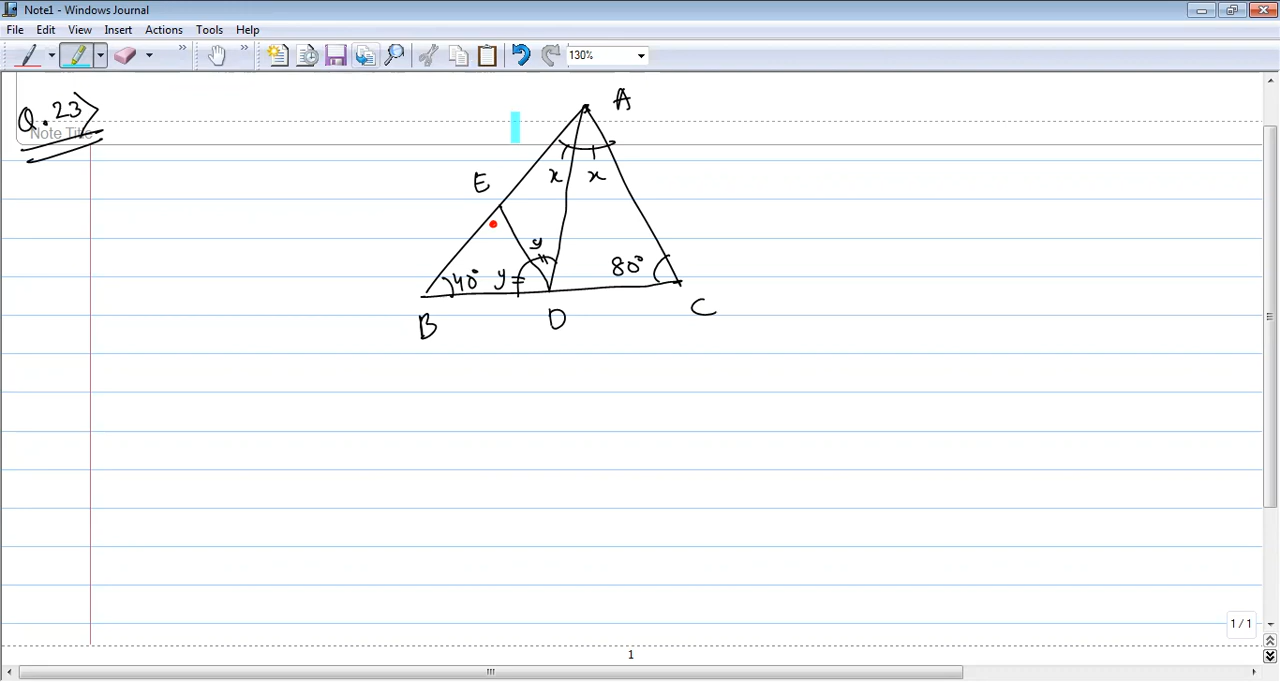 Note1 - Windows Journal
File Edit View Insert Actions Tools Help
130%
Q.23
Note Title
A
x x
E
y
40° y 80°
B D C
1 / 1
1